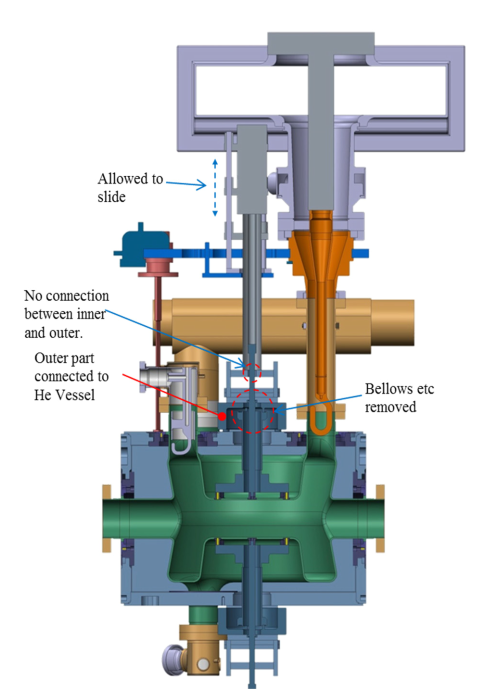 Allowed to
slide
No connection
between inner
and outer.
Outer part
connected to
He Vessel
Bellows etc
removed